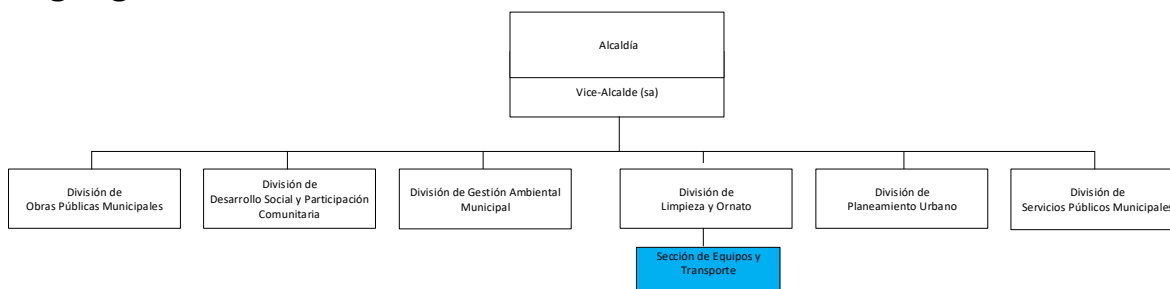 Alcaldía
Vice-Alcalde (sa)
División de
Obras Públicas Municipales
División de
Desarrollo Social y Participación
Comunitaria
División de Gestión Ambiental
Municipal
División de
Limpieza y Ornato
División de
Planeamiento Urbano
División de
Servicios Públicos Municipales
Sección de Equipos y
Transporte